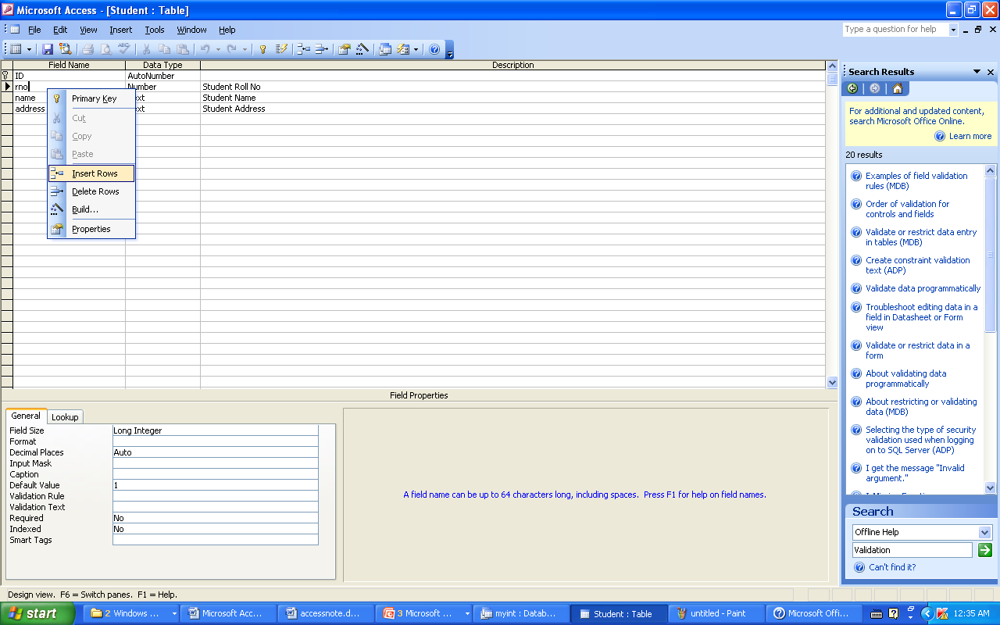 Microsoft Access - [Student : Table]
File Edit View Insert Tools Window Help
Type a question for help
Field Name Data Type Description
ID AutoNumber
rno Number Student Roll No
name ext Student Name
address ext Student Address
Primary Key
Cut
Copy
Paste
Insert Rows
Delete Rows
Build...
Properties
Field Properties
General Lookup
Field Size Long Integer
Format
Decimal Places Auto
Input Mask
Caption
Default Value 1
Validation Rule
Validation Text
Required No
Indexed No
Smart Tags
A field name can be up to 64 characters long, including spaces. Press F1 for help on field names.
Search Results
For additional and updated content,
search Microsoft Office Online.
Learn more
20 results
Examples of field validation
rules (MDB)
Order of validation for
controls and fields
Validate or restrict data entry
in tables (MDB)
Create constraint validation
text (ADP)
Validate data programmatically
Troubleshoot editing data in a
field in Datasheet or Form
view
Validate or restrict data in a
form
About validating data
programmatically
About restricting or validating
data (MDB)
Selecting the type of security
validation used when logging
on to SQL Server (ADP)
I get the message "Invalid
argument."
Search
Offline Help
Validation
Can't find it?
Design view. F6 = Switch panes. F1 = Help.
start 2 Windows ... Microsoft Acc... accessnote.d... 3 Microsoft ... myint : Datab... Student : Table untitled - Paint Microsoft Offi... 12:35 AM